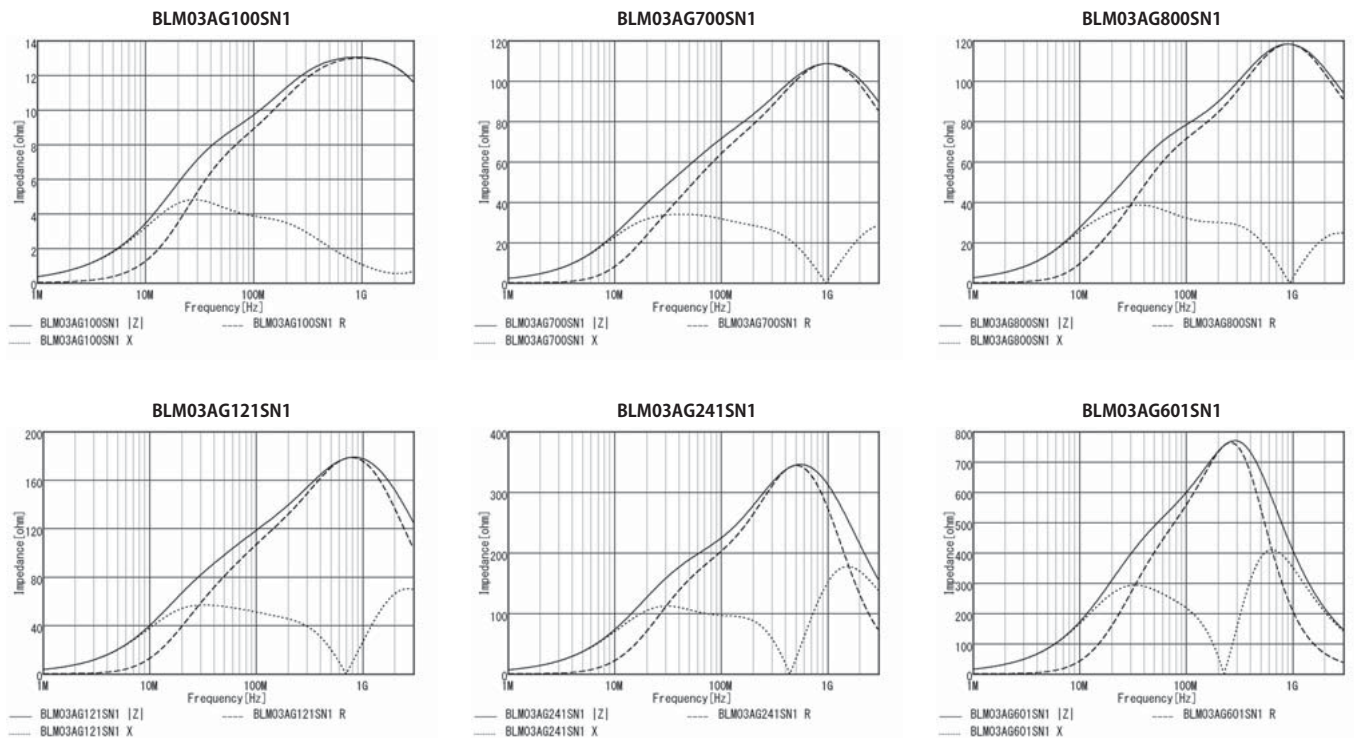 BLM03AG100SN1
14
12
10
8
6
4
2
0
Impedance[ohm]
1M 10M 100M 1G
Frequency[Hz]
BLM03AG100SN1 |Z| BLM03AG100SN1 R
BLM03AG100SN1 X
BLM03AG700SN1
120
100
80
60
40
20
0
Impedance[ohm]
1M 10M 100M 1G
Frequency[Hz]
BLM03AG700SN1 |Z| BLM03AG700SN1 R
BLM03AG700SN1 X
BLM03AG800SN1
120
100
80
60
40
20
0
Impedance[ohm]
1M 10M 100M 1G
Frequency[Hz]
BLM03AG800SN1 |Z| BLM03AG800SN1 R
BLM03AG800SN1 X
BLM03AG121SN1
200
160
120
80
40
0
Impedance[ohm]
1M 10M 100M 1G
Frequency[Hz]
BLM03AG121SN1 |Z| BLM03AG121SN1 R
BLM03AG121SN1 X
BLM03AG241SN1
400
300
200
100
0
Impedance[ohm]
1M 10M 100M 1G
Frequency[Hz]
BLM03AG241SN1 |Z| BLM03AG241SN1 R
BLM03AG241SN1 X
BLM03AG601SN1
800
700
600
500
400
300
200
100
0
Impedance[ohm]
1M 10M 100M 1G
Frequency[Hz]
BLM03AG601SN1 |Z| BLM03AG601SN1 R
BLM03AG601SN1 X